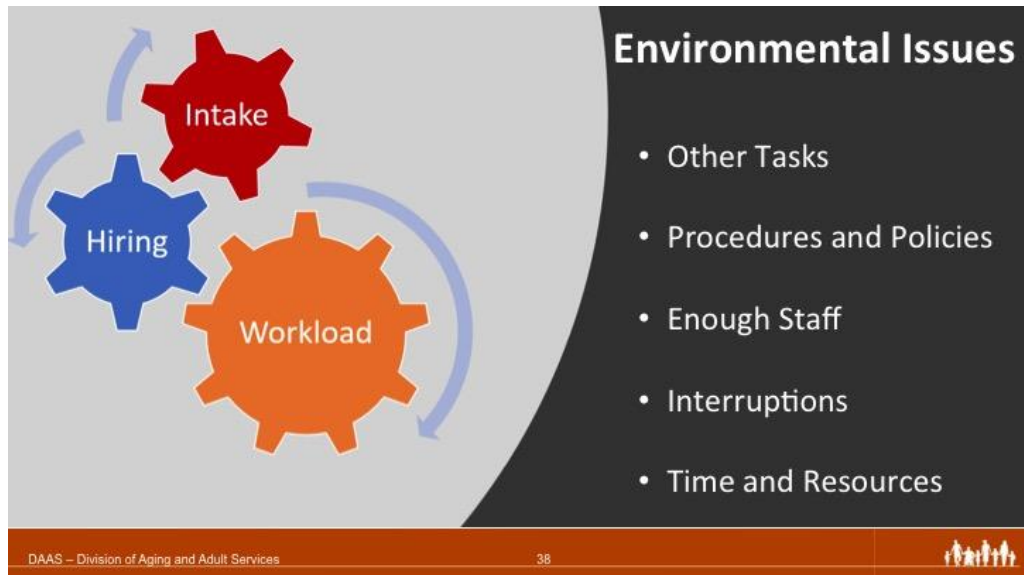 Environmental Issues
Intake
Hiring
Workload
• Other Tasks
• Procedures and Policies
• Enough Staff
• Interruptions
• Time and Resources
DAAS – Division of Aging and Adult Services
38